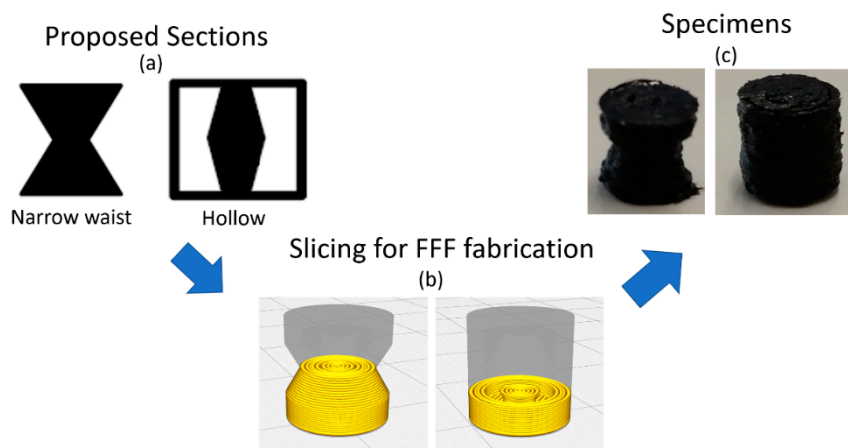 Proposed Sections
(a)
Narrow waist
Hollow
Slicing for FFF fabrication
(b)
Specimens
(c)